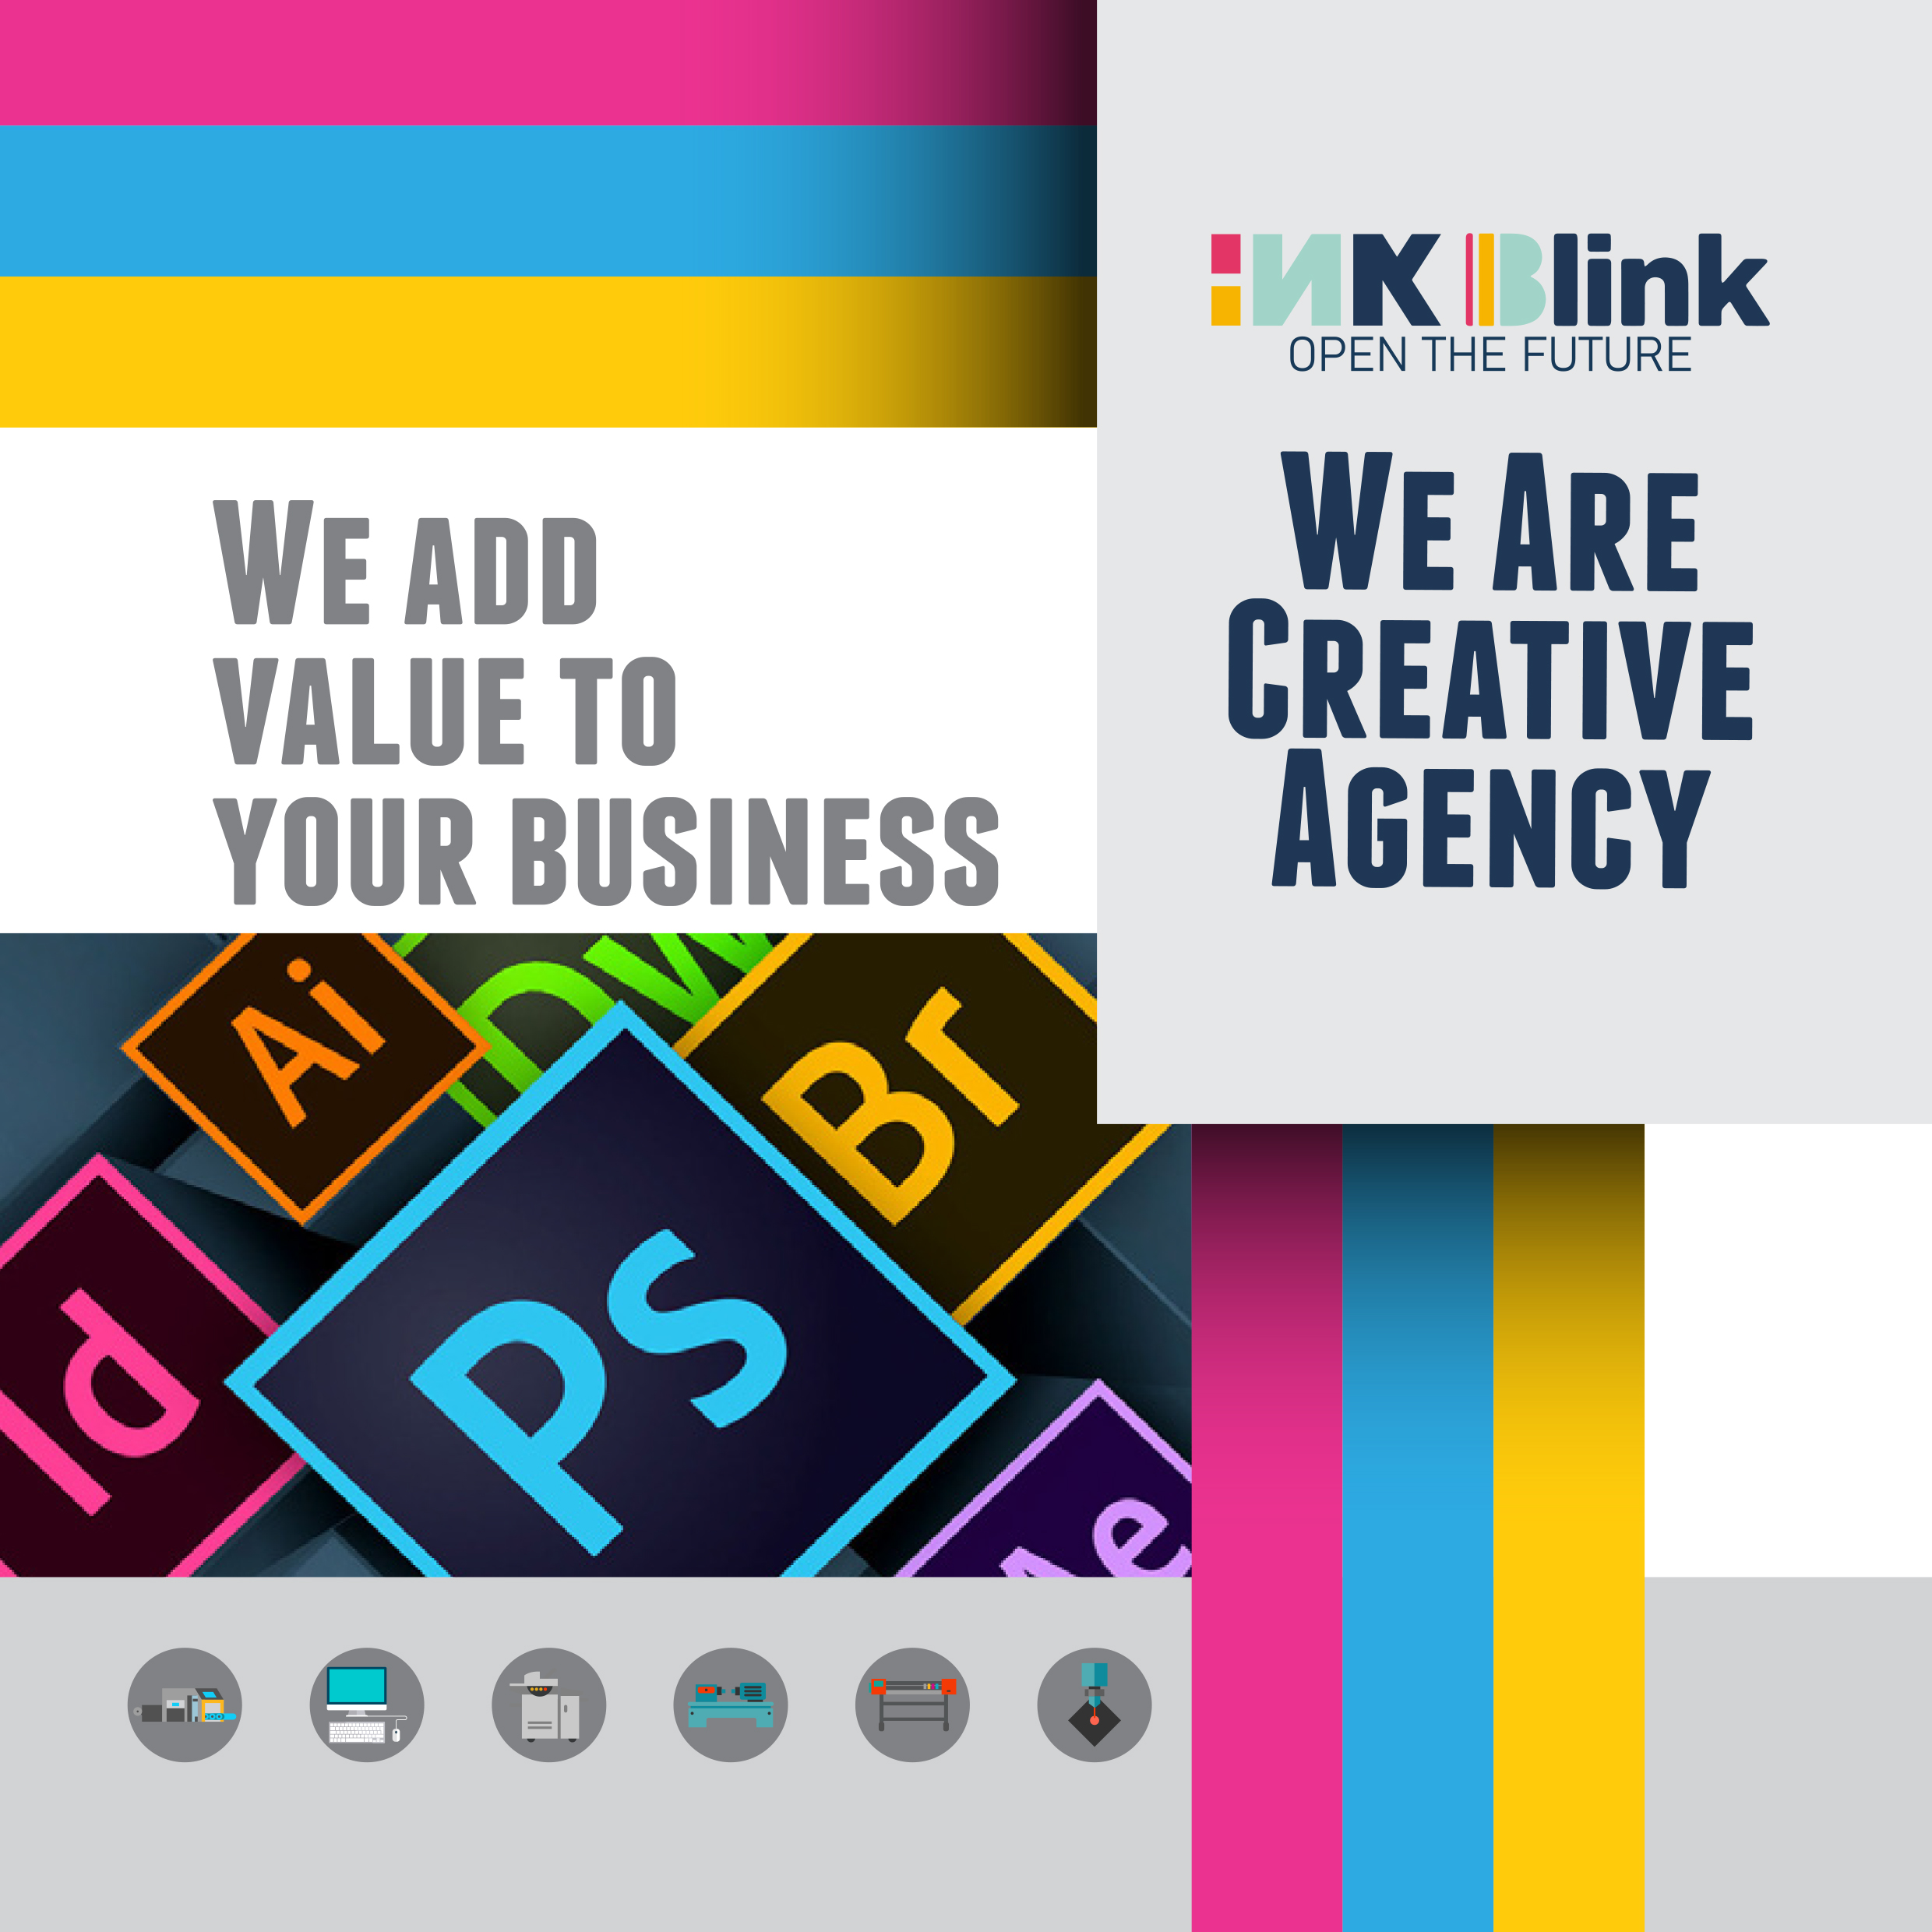 INK Blink
OPEN THE FUTURE
WE ARE
CREATIVE
AGENCY
WE ADD
VALUE TO
YOUR BUSINESS
Ai
Dw
Br
Ps
Id
Ae